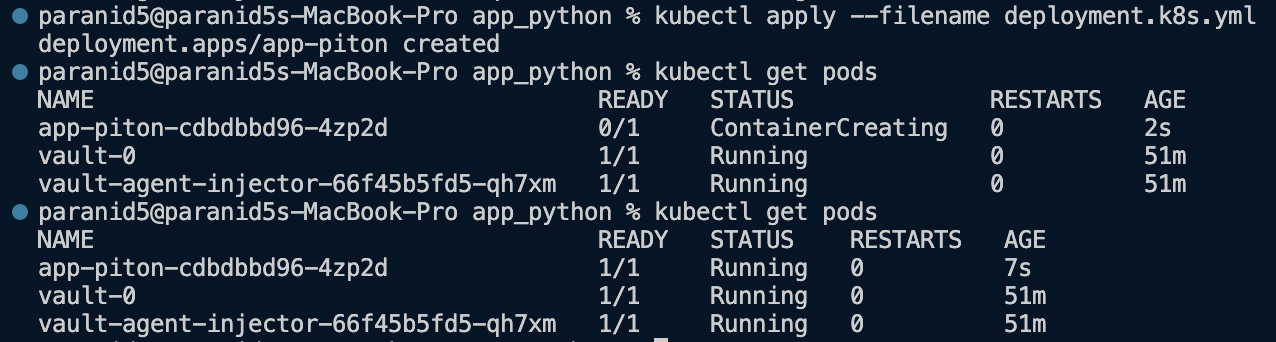 paranid5@paranid5s-MacBook-Pro app_python % kubectl apply --filename deployment.k8s.yml
deployment.apps/app-piton created
paranid5@paranid5s-MacBook-Pro app_python % kubectl get pods
NAME READY STATUS RESTARTS AGE
app-piton-cdbdbbd96-4zp2d 0/1 ContainerCreating 0 2s
vault-0 1/1 Running 0 51m
vault-agent-injector-66f45b5fd5-qh7xm 1/1 Running 0 51m
paranid5@paranid5s-MacBook-Pro app_python % kubectl get pods
NAME READY STATUS RESTARTS AGE
app-piton-cdbdbbd96-4zp2d 1/1 Running 0 7s
vault-0 1/1 Running 0 51m
vault-agent-injector-66f45b5fd5-qh7xm 1/1 Running 0 51m